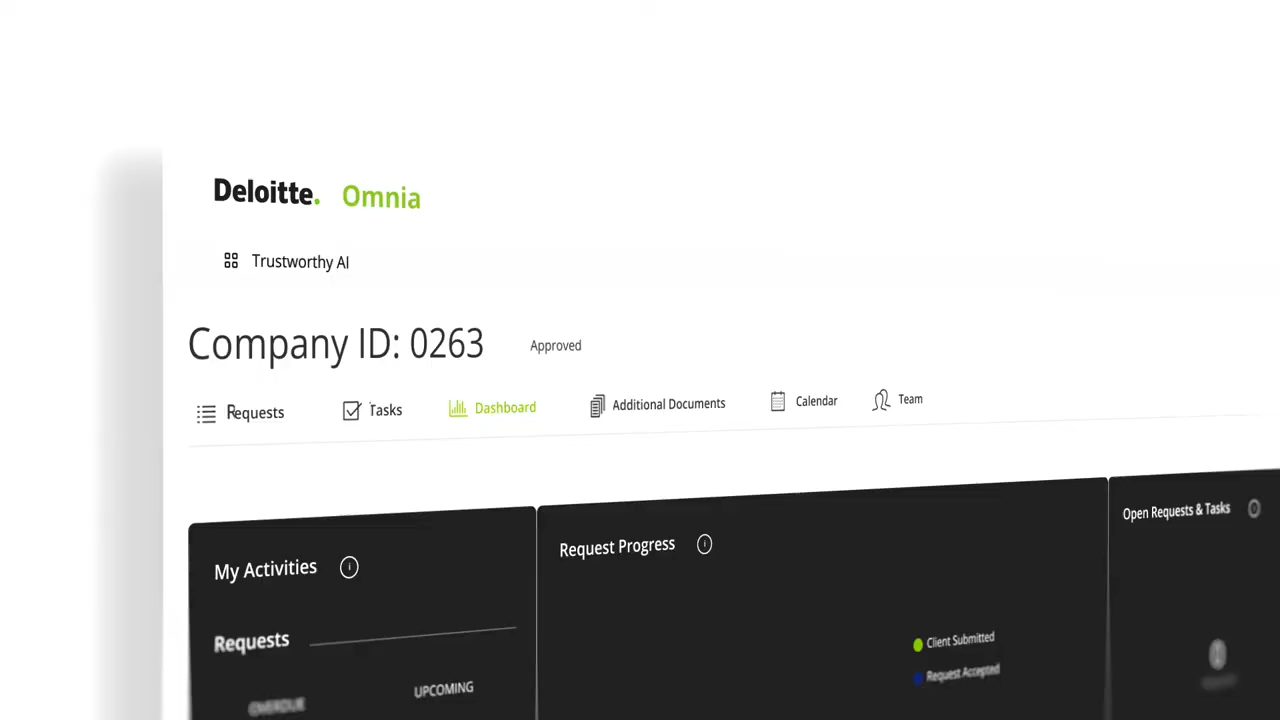 Deloitte. Omnia
Trustworthy AI
Company ID: 0263 Approved
Requests Tasks Dashboard Additional Documents Calendar Team
My Activities
Request Progress
Open Requests & Tasks
Requests
Client Submitted
Request Accepted
OVERDUE UPCOMING